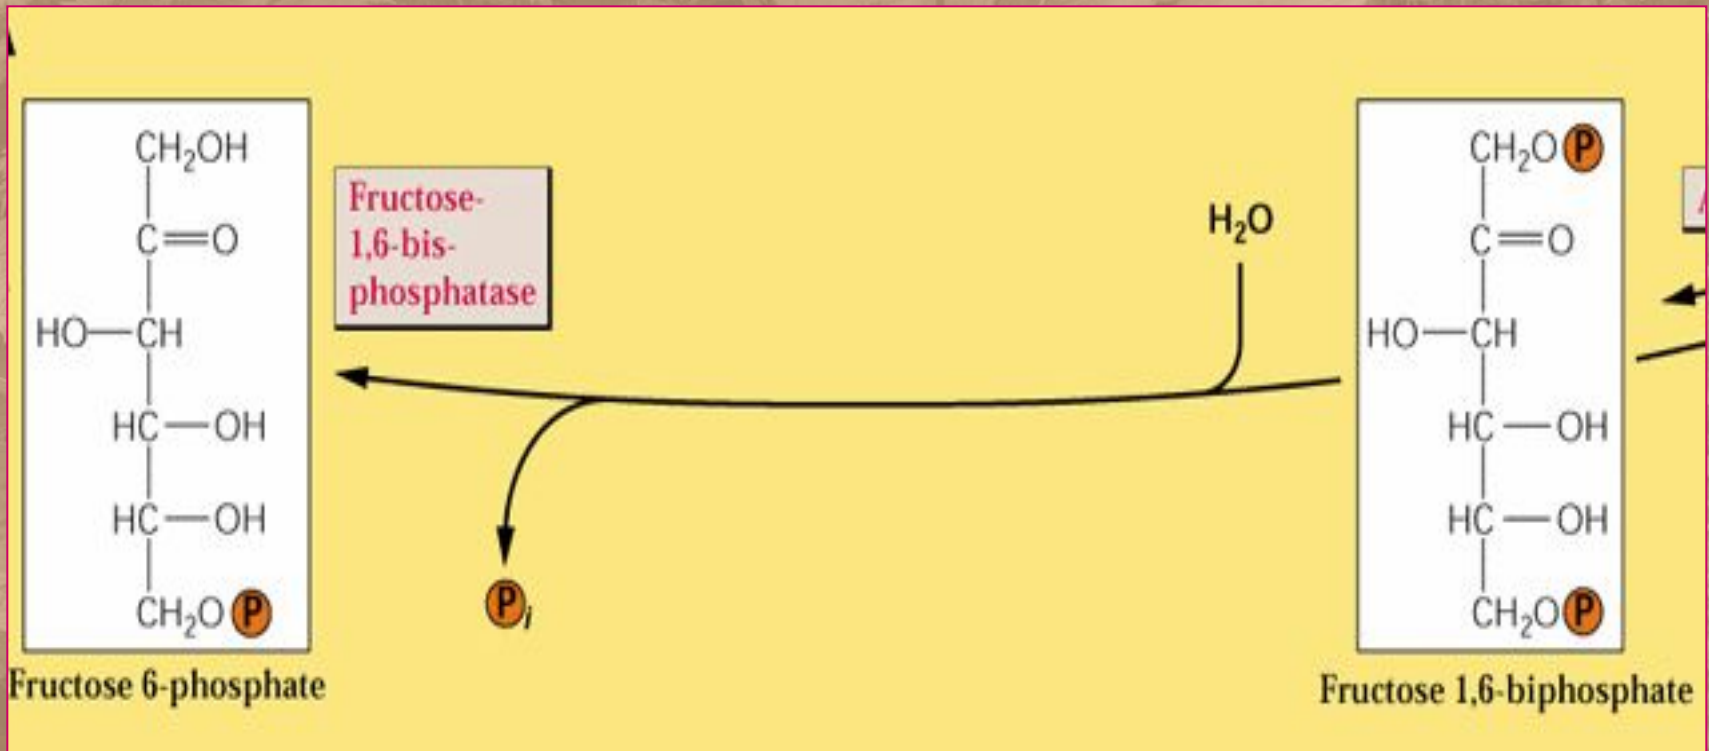 CH₂OH
C=O
HO—CH
HC—OH
HC—OH
CH₂O P
Fructose 6-phosphate
Fructose-
1,6-bis-
phosphatase
Pi
H₂O
CH₂O P
C=O
HO—CH
HC—OH
HC—OH
CH₂O P
Fructose 1,6-biphosphate